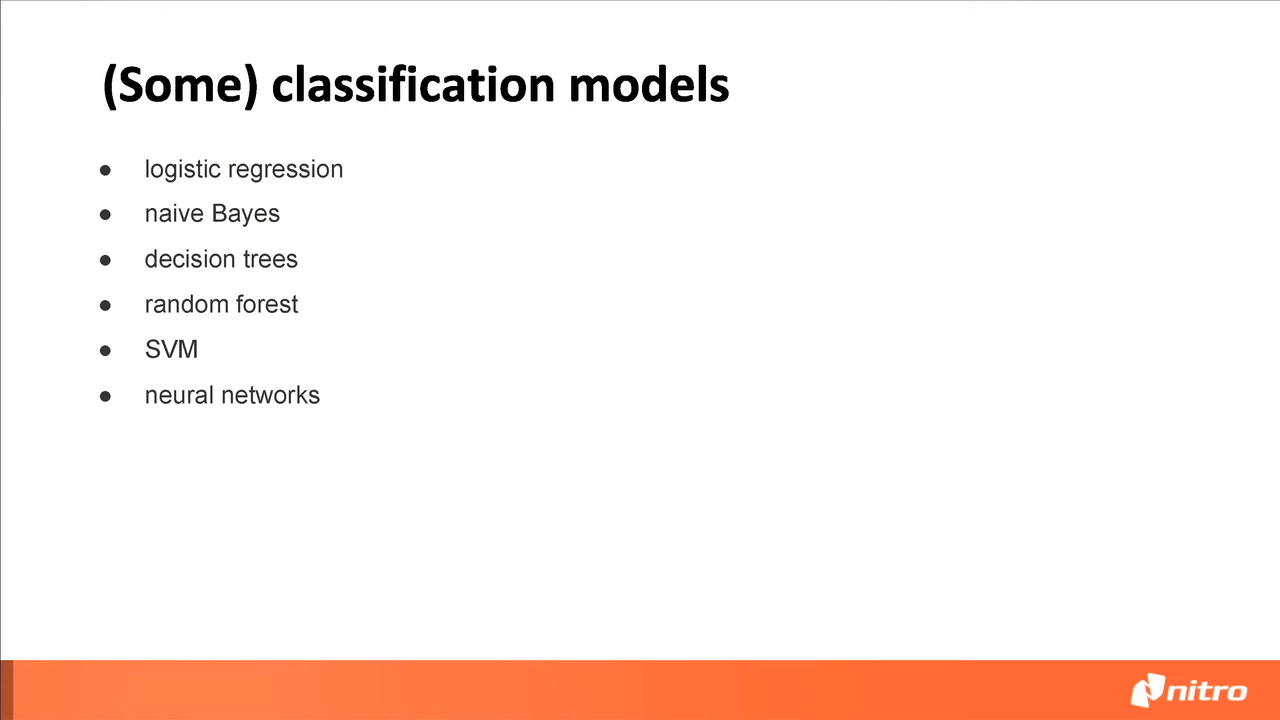 (Some) classification models
● logistic regression
● naive Bayes
● decision trees
● random forest
● SVM
● neural networks
nitro